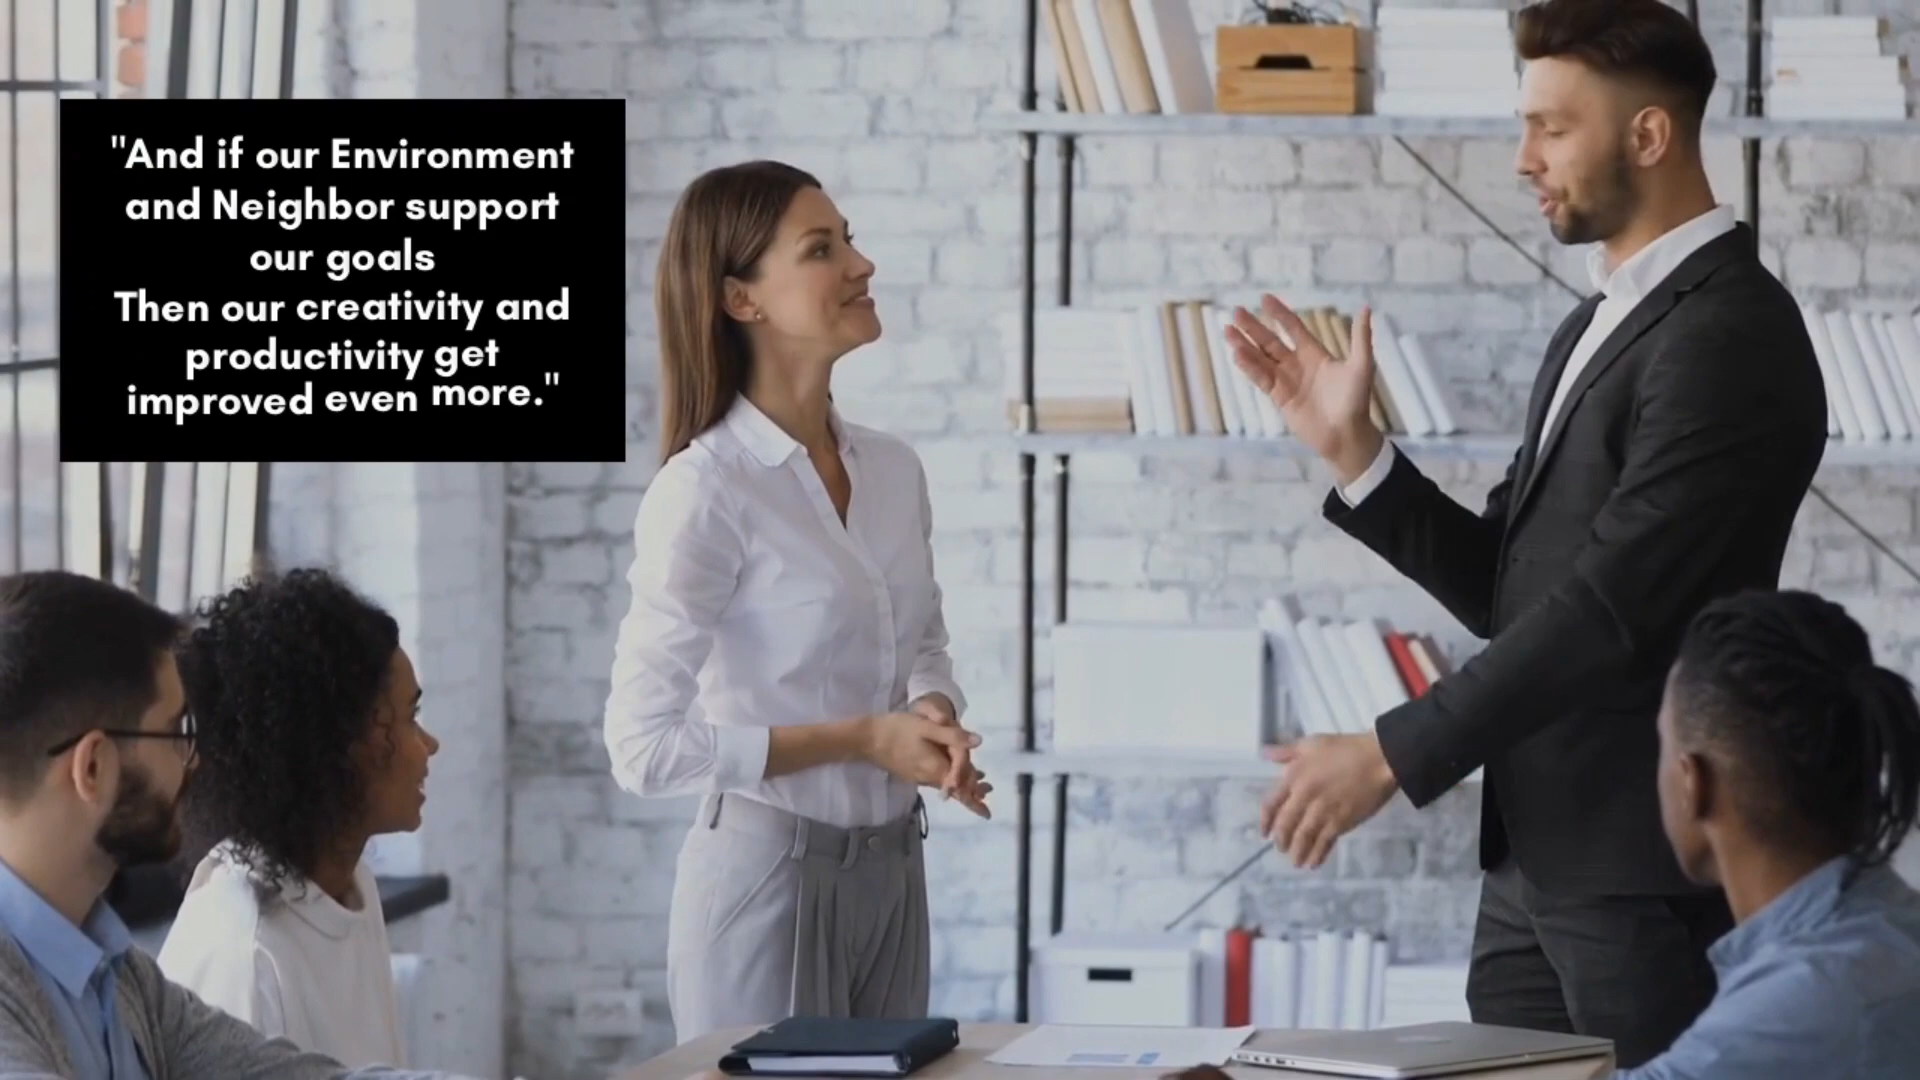 "And if our Environment
and Neighbor support
our goals
Then our creativity and
productivity get
improved even more."